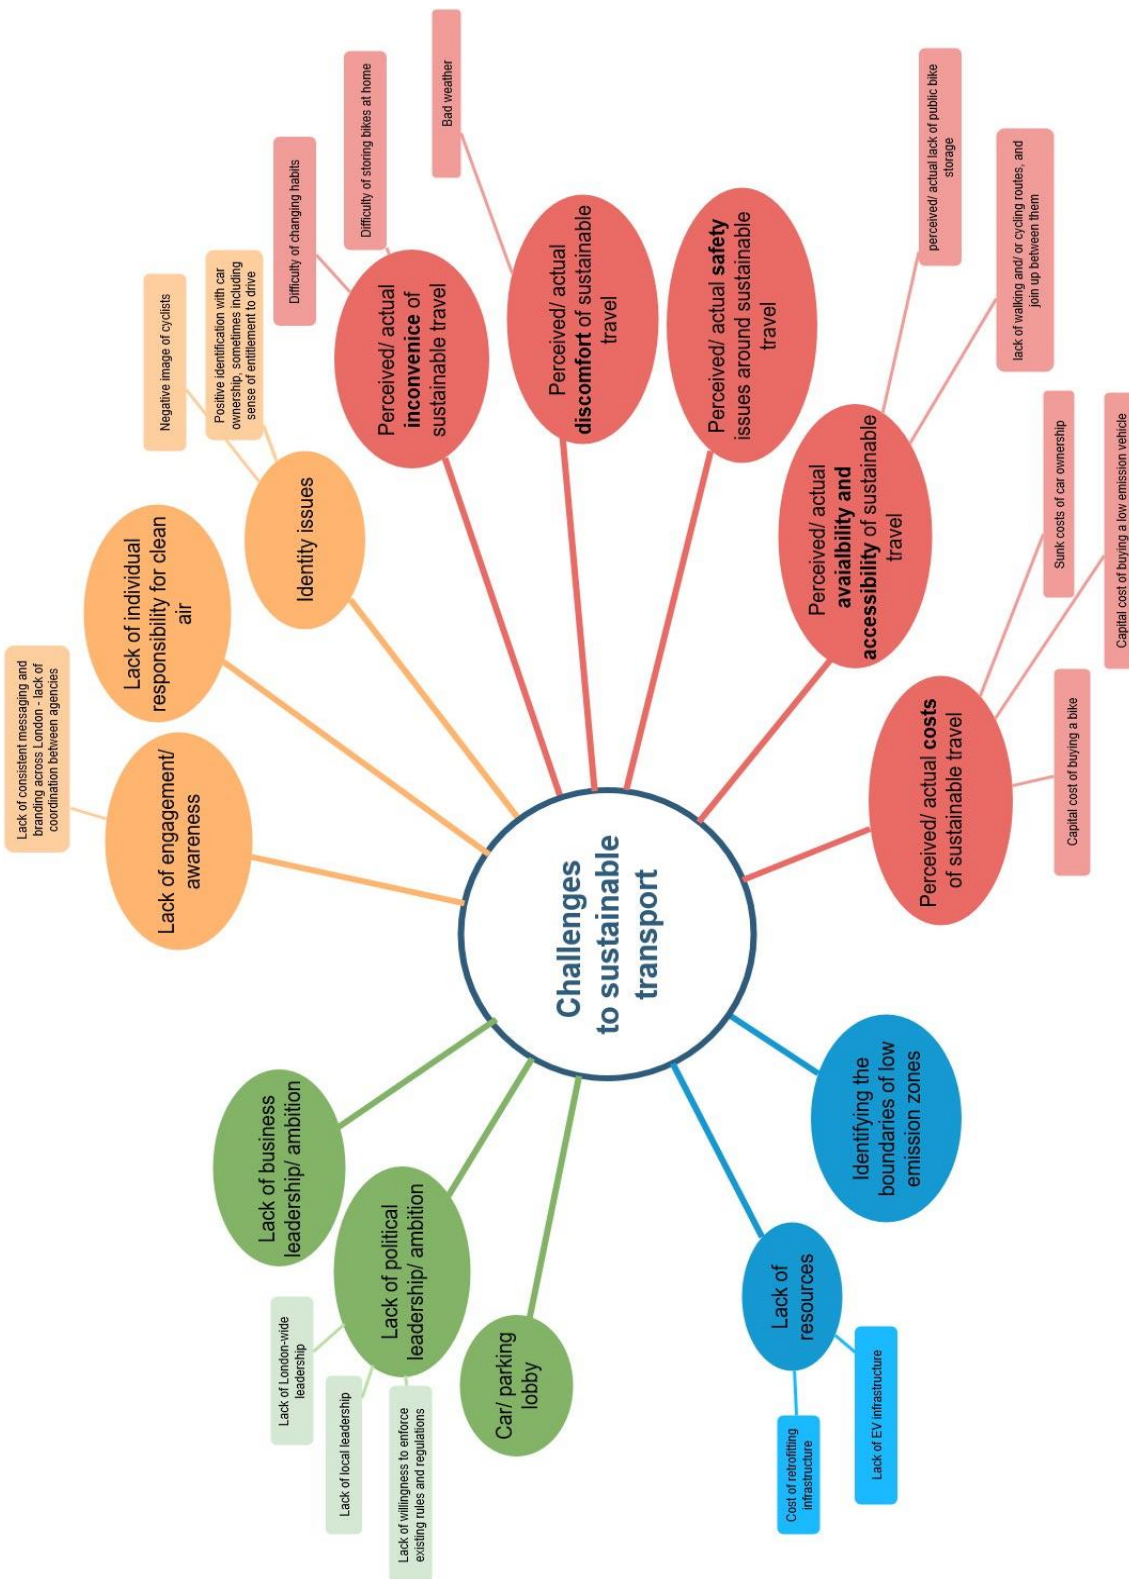 Challenges
to sustainable
transport
Lack of business
leadership/ ambition
Lack of political
leadership/ ambition
Lack of London-wide
leadership
Lack of local leadership
Lack of willingness to enforce
existing rules and regulations
Car/ parking
lobby
Lack of engagement/
awareness
Lack of consistent messaging and
branding across London - lack of
coordination between agencies
Lack of individual
responsibility for clean
air
Identity issues
Negative image of cyclists
Positive identification with car
ownership, sometimes including
sense of entitlement to drive
Perceived/ actual
inconvenice of
sustainable travel
Difficulty of changing habits
Difficulty of storing bikes at home
Perceived/ actual
discomfort of sustainable
travel
Bad weather
Perceived/ actual safety
issues around sustainable
travel
Perceived/ actual
avaialbility and
accessibility of sustainable
travel
perceived/ actual lack of public bike
storage
lack of walking and/ or cycling routes, and
join up between them
Perceived/ actual costs
of sustainable travel
Sunk costs of car ownership
Capital cost of buying a low emission vehicle
Capital cost of buying a bike
Identifying the
boundaries of low
emission zones
Lack of
resources
Cost of retrofitting
infrastructure
Lack of EV infrastructure